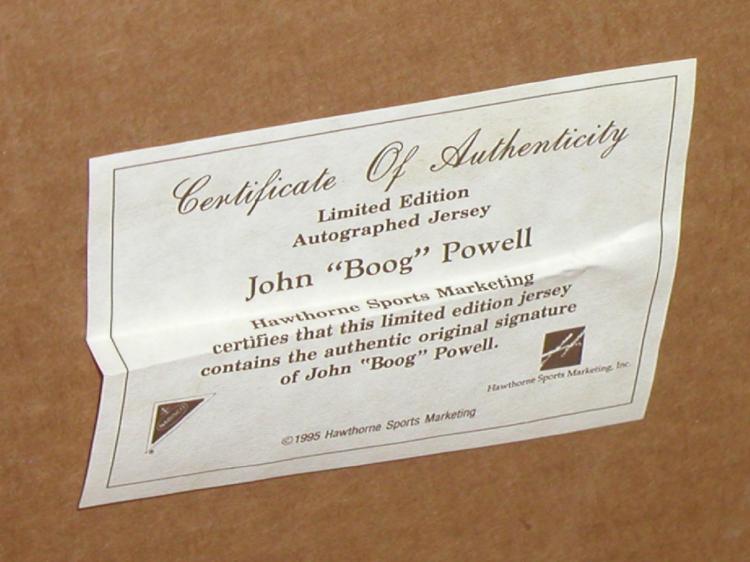 Certificate Of Authenticity
Limited Edition
Autographed Jersey
John “Boog” Powell
Hawthorne Sports Marketing
certifies that this limited edition jersey
contains the authentic original signature
of John “Boog” Powell.
Hawthorne Sports Marketing, Inc.
NABISCO
©1995 Hawthorne Sports Marketing